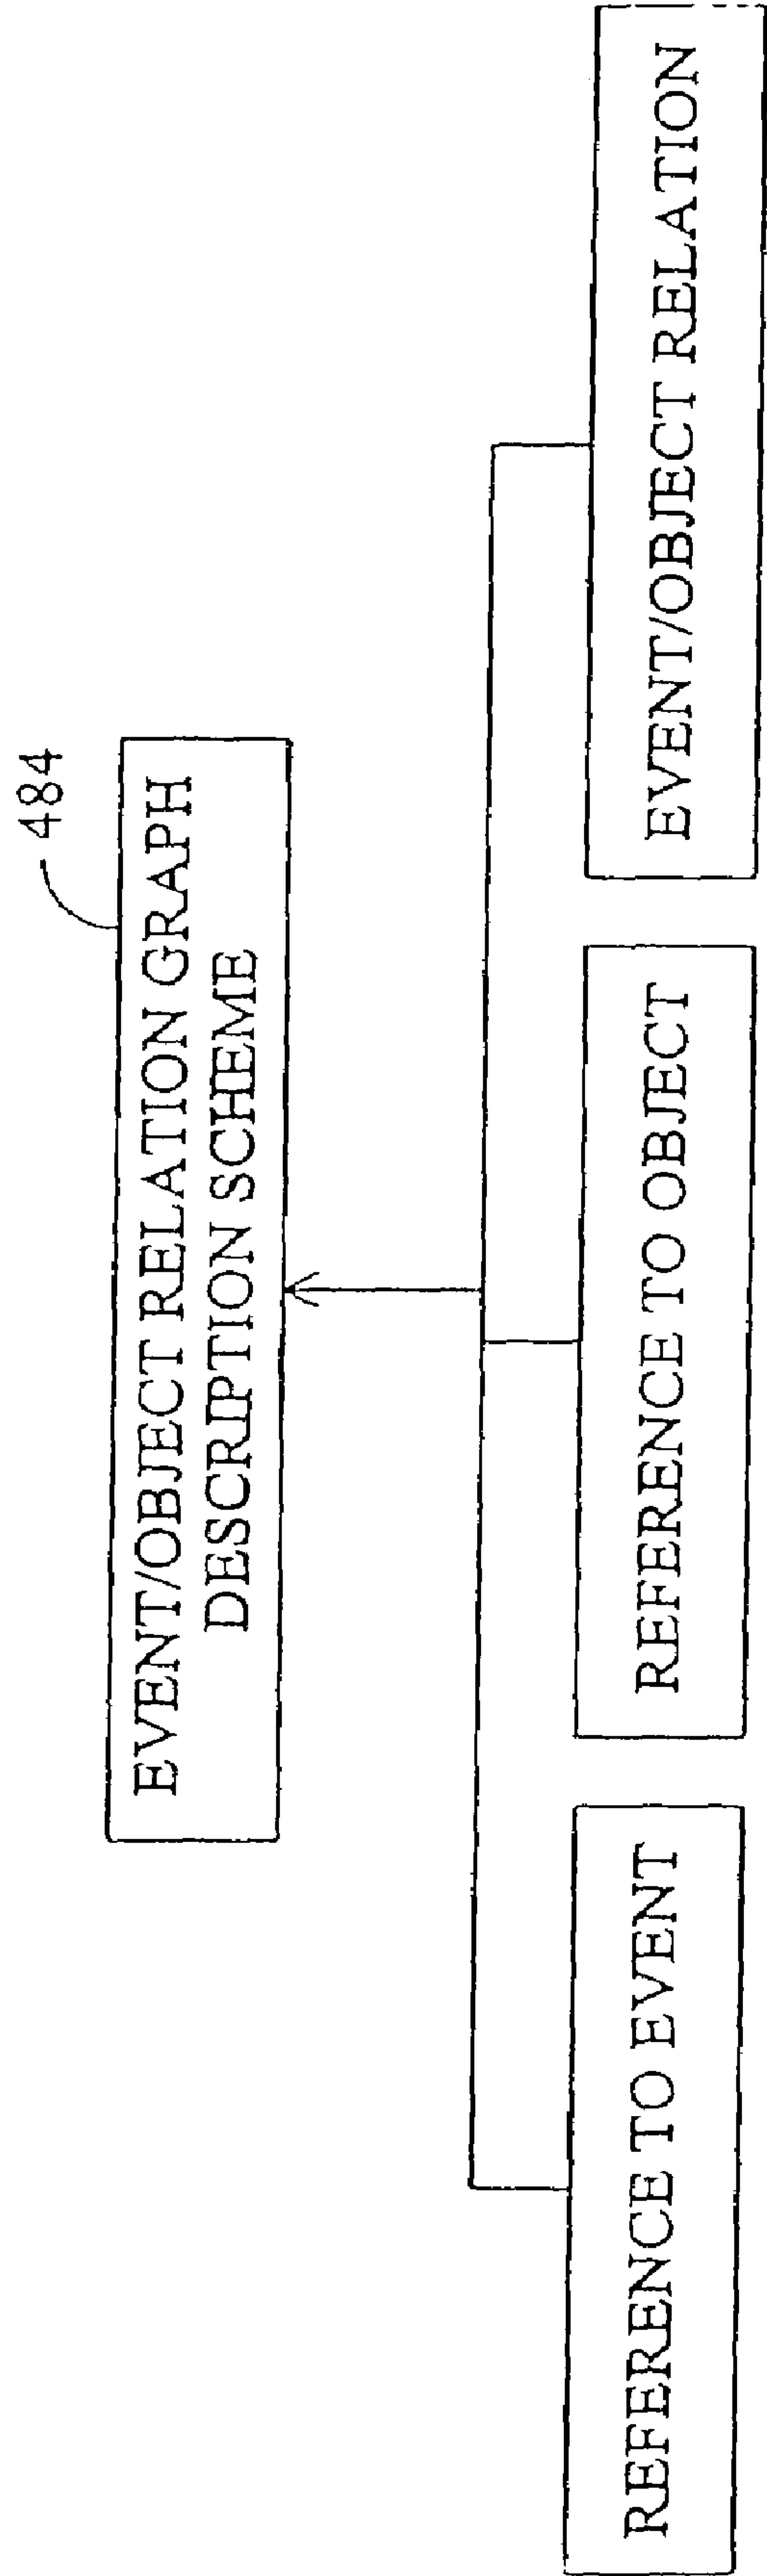 484
EVENT/OBJECT RELATION GRAPH
DESCRIPTION SCHEME
REFERENCE TO EVENT
REFERENCE TO OBJECT
EVENT/OBJECT RELATION